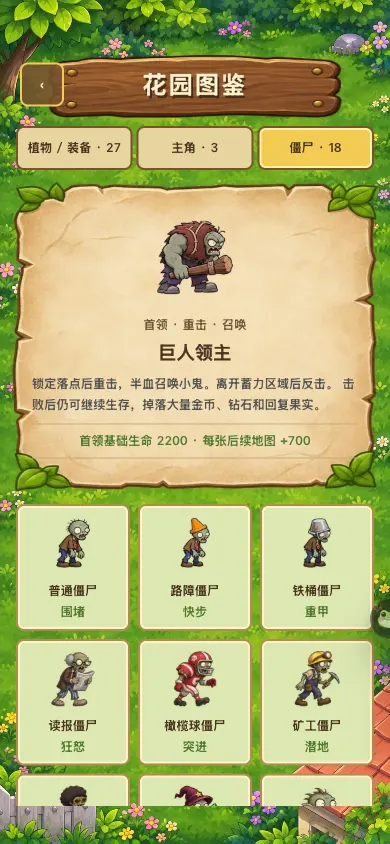 ‹
花园图鉴
植物 / 装备 · 27
主角 · 3
僵尸 · 18
首领 · 重击 · 召唤
巨人领主
锁定落点后重击，半血召唤小鬼。离开蓄力区域后反击。 击
败后仍可继续生存，掉落大量金币、钻石和回复果实。
首领基础生命 2200 · 每张后续地图 +700
普通僵尸
围堵
路障僵尸
快步
铁桶僵尸
重甲
读报僵尸
狂怒
橄榄球僵尸
突进
矿工僵尸
潜地